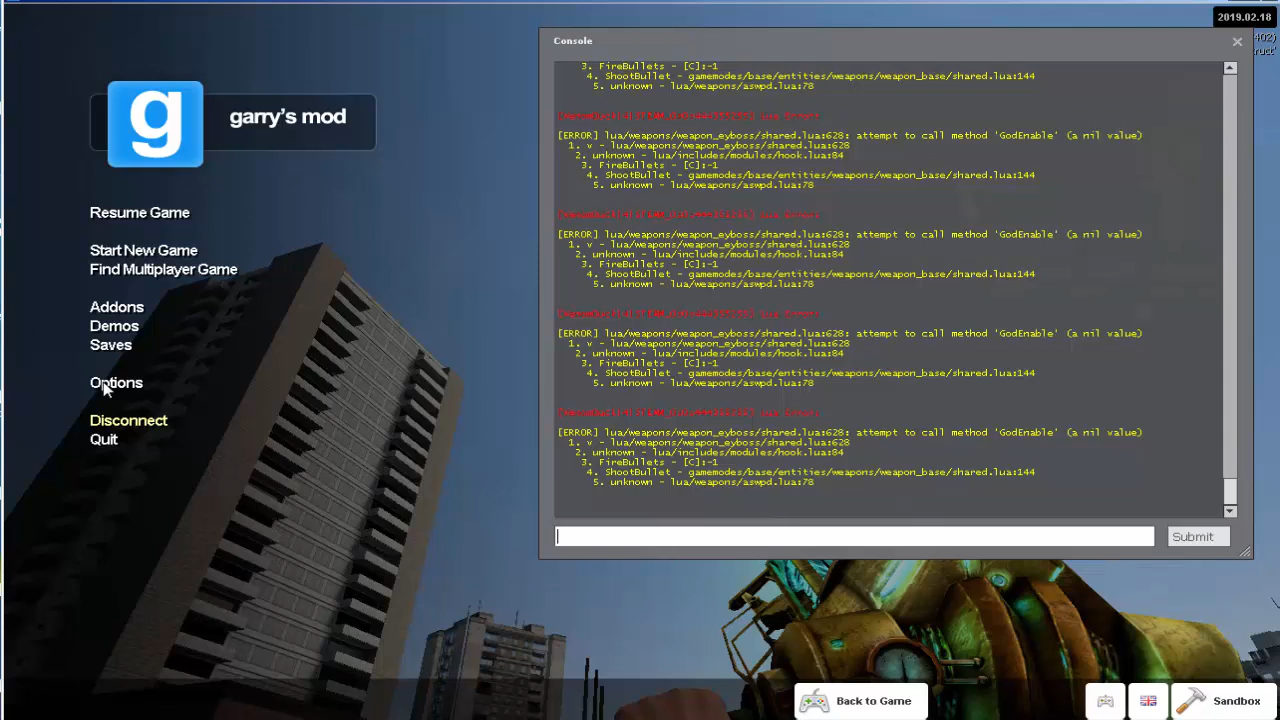 2019.02.18
g garry's mod
Resume Game
Start New Game
Find Multiplayer Game
Addons
Demos
Saves
Options
Disconnect
Quit
Console
3. FireBullets - [C]:-1
4. ShootBullet - gamemodes/base/entities/weapons/weapon_base/shared.lua:144
5. unknown - lua/weapons/aswpd.lua:78
[ERROR] lua/weapons/weapon_eyboss/shared.lua:628: attempt to call method 'GodEnable' (a nil value)
1. v - lua/weapons/weapon_eyboss/shared.lua:628
2. unknown - lua/includes/modules/hook.lua:84
3. FireBullets - [C]:-1
4. ShootBullet - gamemodes/base/entities/weapons/weapon_base/shared.lua:144
5. unknown - lua/weapons/aswpd.lua:78
[ERROR] lua/weapons/weapon_eyboss/shared.lua:628: attempt to call method 'GodEnable' (a nil value)
1. v - lua/weapons/weapon_eyboss/shared.lua:628
2. unknown - lua/includes/modules/hook.lua:84
3. FireBullets - [C]:-1
4. ShootBullet - gamemodes/base/entities/weapons/weapon_base/shared.lua:144
5. unknown - lua/weapons/aswpd.lua:78
[ERROR] lua/weapons/weapon_eyboss/shared.lua:628: attempt to call method 'GodEnable' (a nil value)
1. v - lua/weapons/weapon_eyboss/shared.lua:628
2. unknown - lua/includes/modules/hook.lua:84
3. FireBullets - [C]:-1
4. ShootBullet - gamemodes/base/entities/weapons/weapon_base/shared.lua:144
5. unknown - lua/weapons/aswpd.lua:78
[ERROR] lua/weapons/weapon_eyboss/shared.lua:628: attempt to call method 'GodEnable' (a nil value)
1. v - lua/weapons/weapon_eyboss/shared.lua:628
2. unknown - lua/includes/modules/hook.lua:84
3. FireBullets - [C]:-1
4. ShootBullet - gamemodes/base/entities/weapons/weapon_base/shared.lua:144
5. unknown - lua/weapons/aswpd.lua:78
Submit
Back to Game
Sandbox